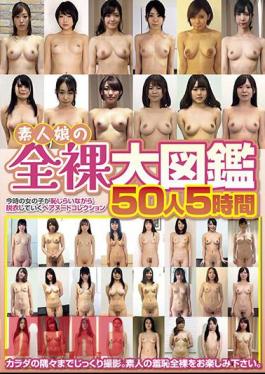 素人娘の
全裸大図鑑
今時の女の子が恥じらいながら
脱衣していくヘアヌードコレクション
50人5時間
カラダの隅々までじっくり撮影。素人の羞恥全裸をお楽しみ下さい。